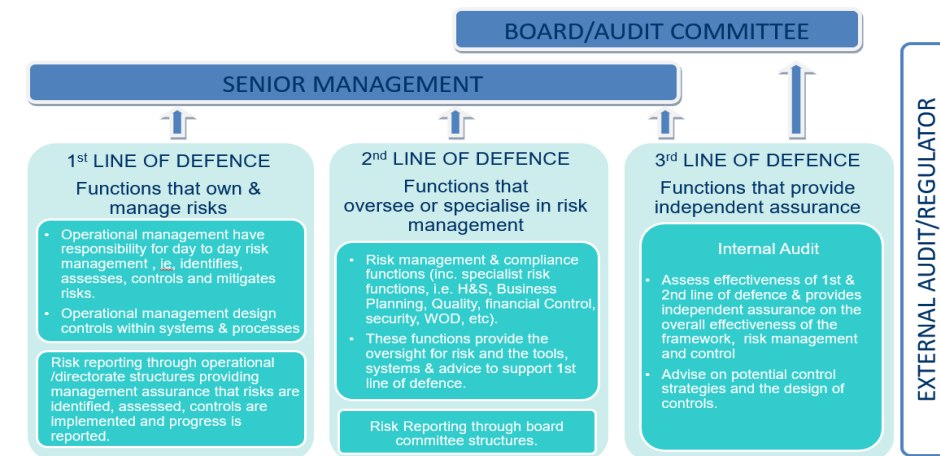 BOARD/AUDIT COMMITTEE
SENIOR MANAGEMENT
1st LINE OF DEFENCE
Functions that own &
manage risks
• Operational management have
responsibility for day to day risk
management , ie, identifies,
assesses, controls and mitigates
risks.
• Operational management design
controls within systems & processes
Risk reporting through operational
/directorate structures providing
management assurance that risks are
identified, assessed, controls are
implemented and progress is
reported.
2nd LINE OF DEFENCE
Functions that
oversee or specialise in risk
management
• Risk management & compliance
functions (inc. specialist risk
functions, i.e. H&S, Business
Planning, Quality, financial Control,
security, WOD, etc).
• These functions provide the
oversight for risk and the tools,
systems & advice to support 1st
line of defence.
Risk Reporting through board
committee structures.
3rd LINE OF DEFENCE
Functions that provide
independent assurance
Internal Audit
• Assess effectiveness of 1st &
2nd line of defence & provides
independent assurance on the
overall effectiveness of the
framework, risk management
and control
• Advise on potential control
strategies and the design of
controls.
EXTERNAL AUDIT/REGULATOR